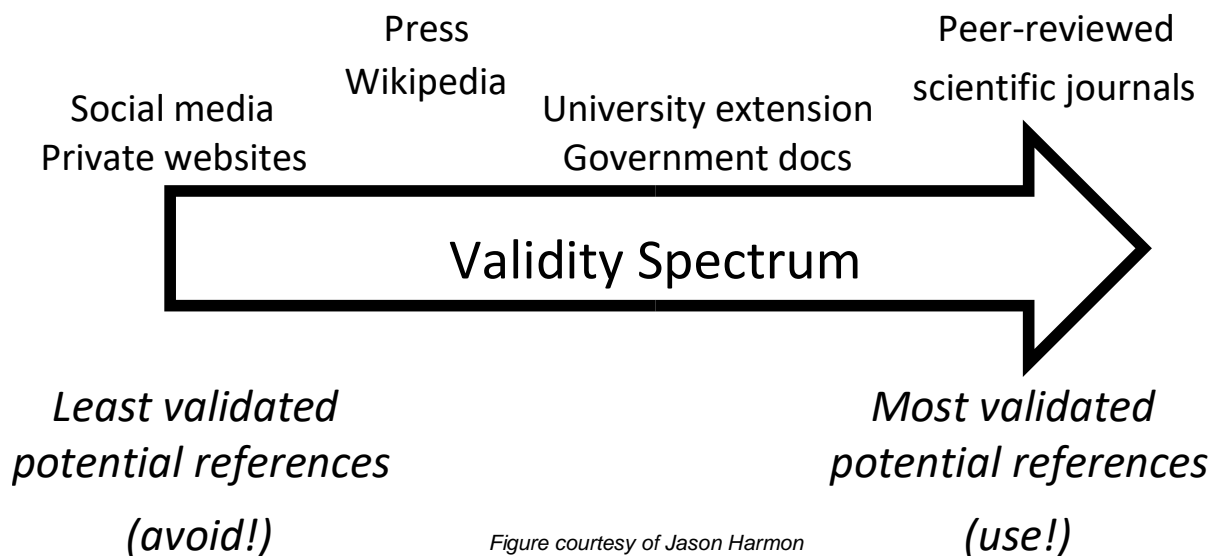 Press
Wikipedia
Peer-reviewed
scientific journals
Social media
Private websites
University extension
Government docs
Validity Spectrum
Least validated
potential references
(avoid!)
Most validated
potential references
(use!)
Figure courtesy of Jason Harmon